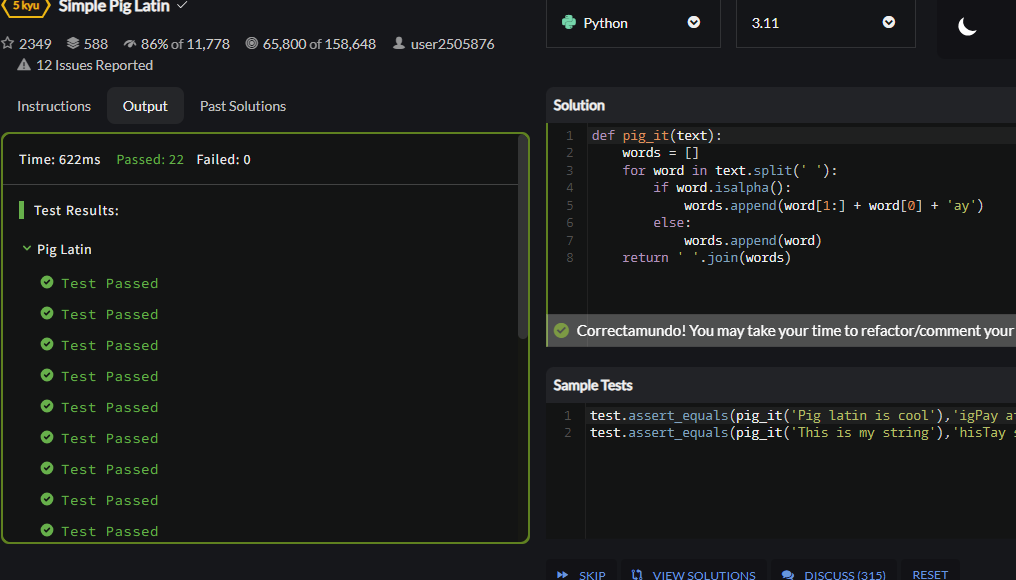 5 kyu Simple Pig Latin
2349 588 86% of 11,778 65,800 of 158,648 user2505876
12 Issues Reported
Python
3.11
Instructions Output Past Solutions
Time: 622ms Passed: 22 Failed: 0
Test Results:
Pig Latin
Test Passed
Test Passed
Test Passed
Test Passed
Test Passed
Test Passed
Test Passed
Test Passed
Test Passed
Solution
1 def pig_it(text):
2     words = []
3     for word in text.split(' '):
4         if word.isalpha():
5             words.append(word[1:] + word[0] + 'ay')
6         else:
7             words.append(word)
8     return ' '.join(words)
Correctamundo! You may take your time to refactor/comment your
Sample Tests
1 test.assert_equals(pig_it('Pig latin is cool'),'igPay a
2 test.assert_equals(pig_it('This is my string'),'hisTay s
SKIP VIEW SOLUTIONS DISCUSS (315) RESET